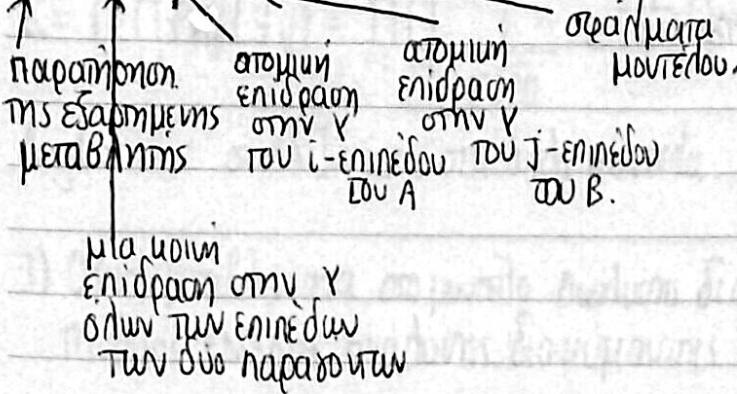 παρατήρηση
της εξαρτημένης
μεταβλητής
ατομική
επίδραση
στην Υ
του i-επιπέδου
του Α
ατομική
επίδραση
στην Υ
του j-επιπέδου
του Β.
σφάλματα
μοντέλου.
μία κοινή
επίδραση στην Υ
όλων των επιπέδων
των δύο παραγόντων